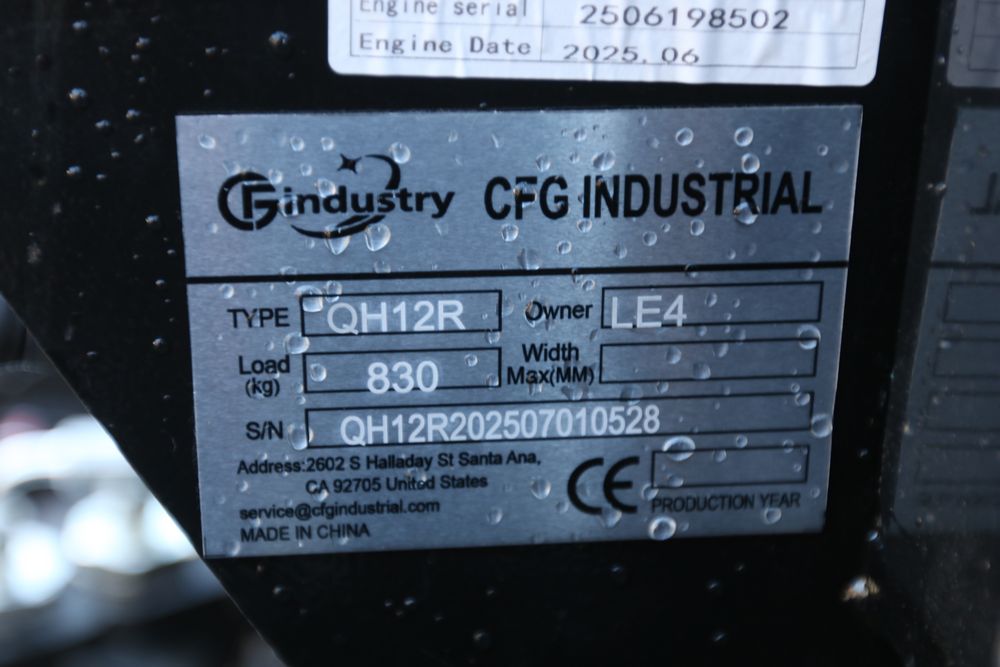 Engine serial 2506198502
Engine Date 2025.06
CFG industry CFG INDUSTRIAL
TYPE QH12R Owner LE4
Load (kg) 830 Width Max(MM)
S/N QH12R202507010528
Address:2602 S Halladay St Santa Ana,
CA 92705 United States
service@cfgindustrial.com
MADE IN CHINA
CE PRODUCTION YEAR